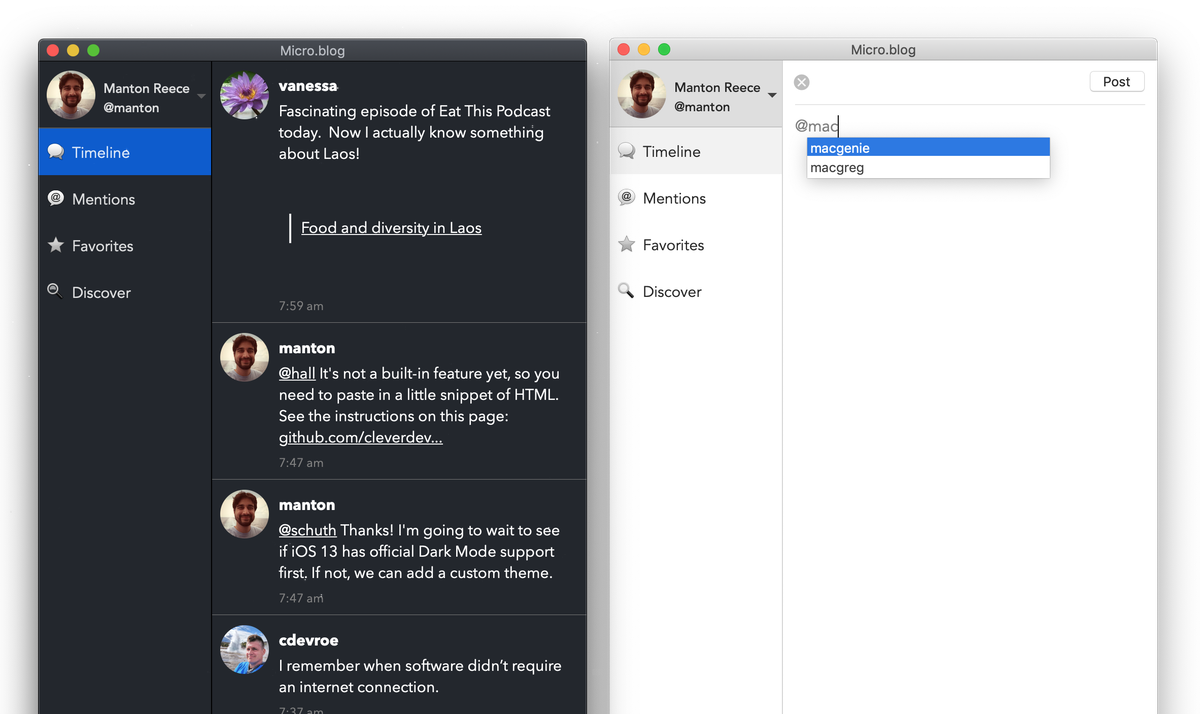 Micro.blog
Manton Reece
@manton
Timeline
Mentions
Favorites
Discover
vanessa
Fascinating episode of Eat This Podcast
today. Now I actually know something
about Laos!
Food and diversity in Laos
7:59 am
manton
@hall It's not a built-in feature yet, so you
need to paste in a little snippet of HTML.
See the instructions on this page:
github.com/cleverdev...
7:47 am
manton
@schuth Thanks! I'm going to wait to see
if iOS 13 has official Dark Mode support
first. If not, we can add a custom theme.
7:47 am
cdevroe
I remember when software didn’t require
an internet connection.
7:37 am
Micro.blog
Manton Reece
@manton
Timeline
Mentions
Favorites
Discover
Post
@mac
macgenie
macgreg